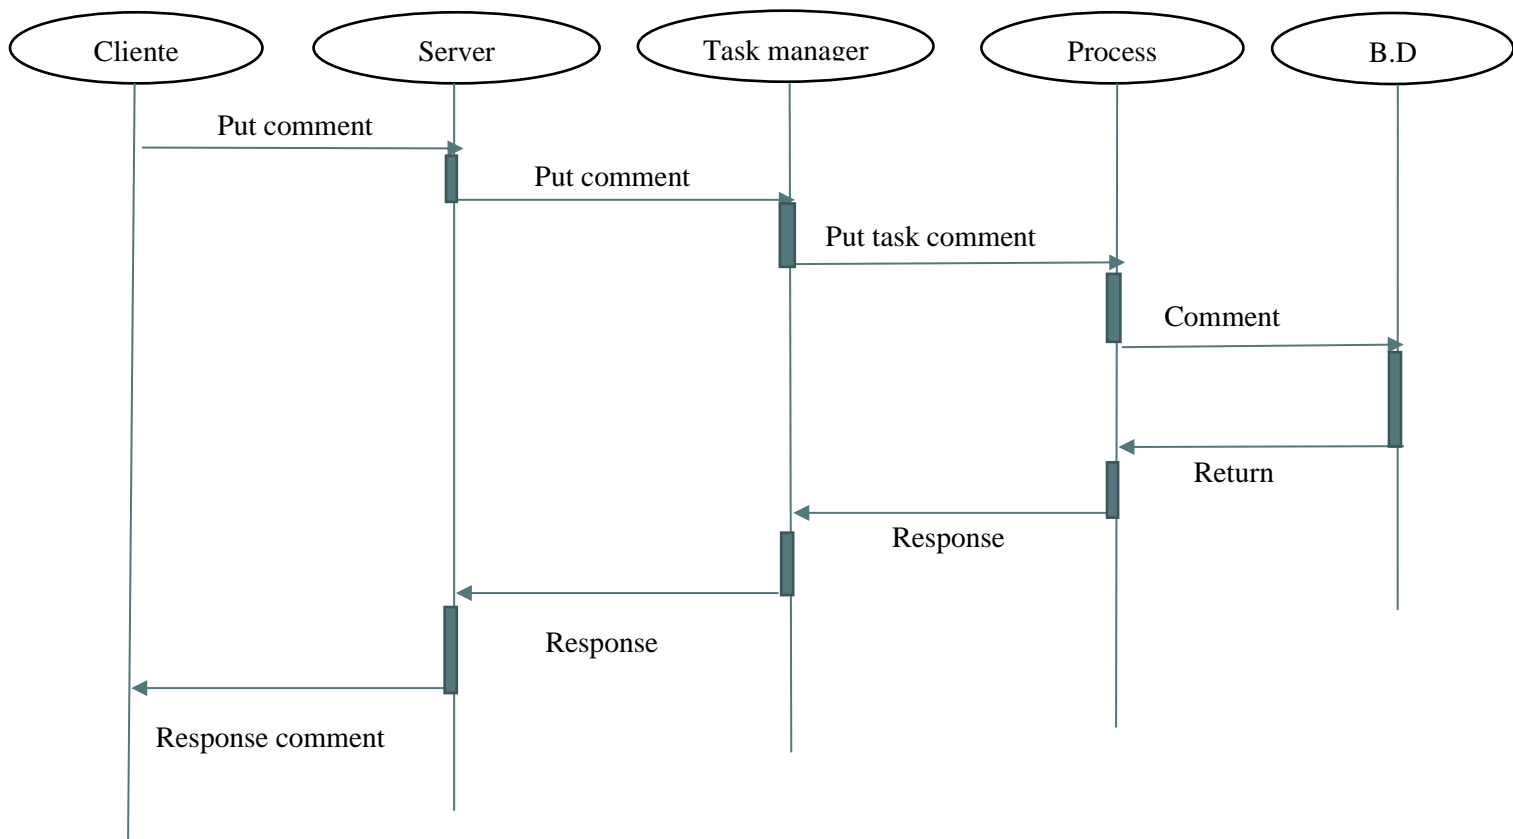 Cliente
Server
Task manager
Process
B.D
Put comment
Put comment
Put task comment
Comment
Return
Response
Response
Response comment